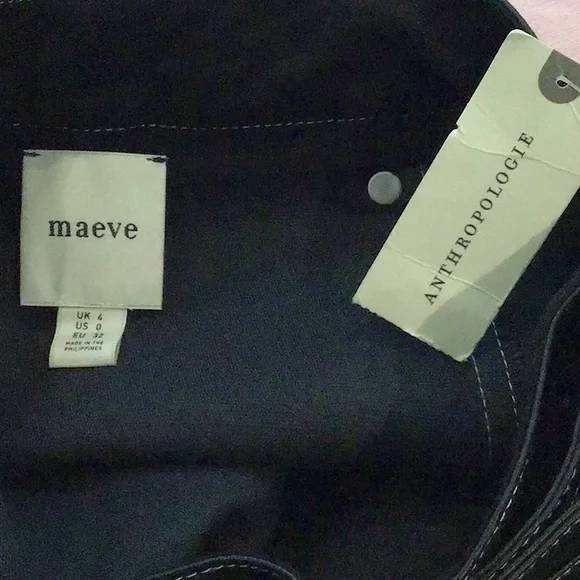 maeve
UK 4
US 0
EU 32
MADE IN THE
PHILIPPINES
ANTHROPOLOGIE